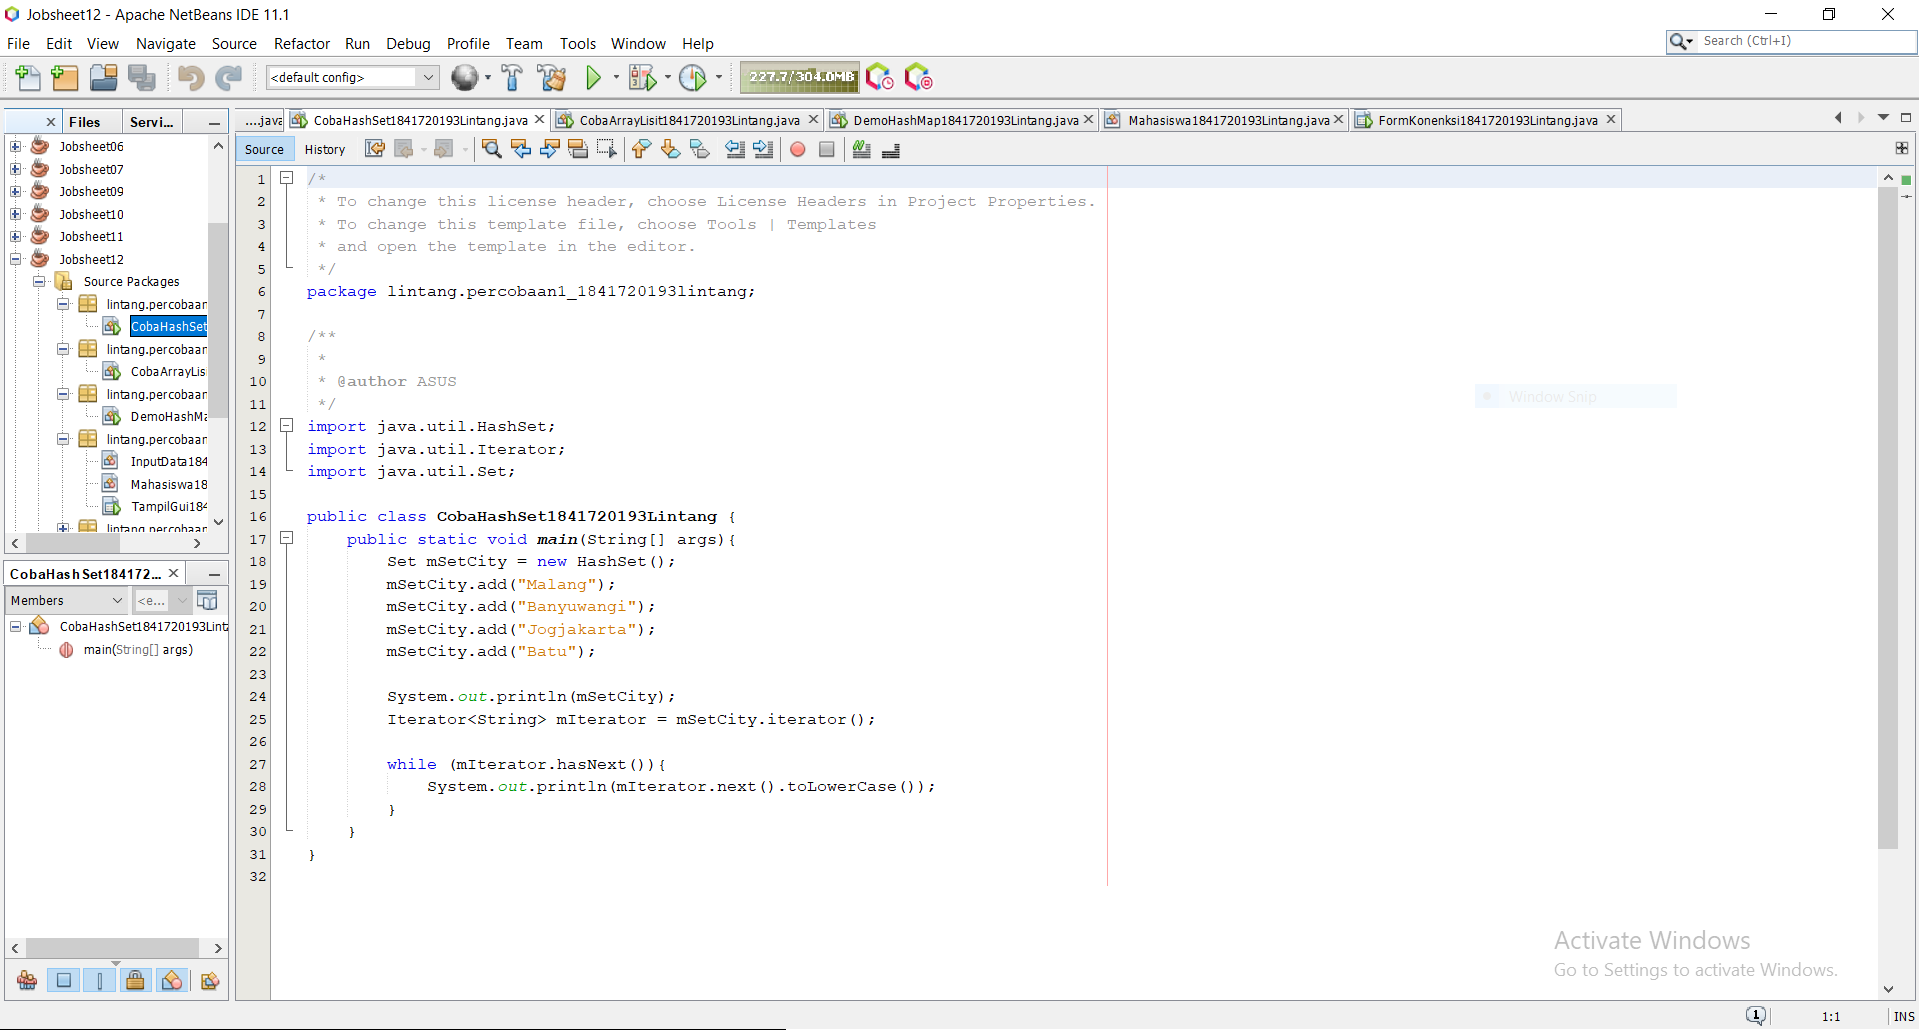 Jobsheet12 - Apache NetBeans IDE 11.1
File Edit View Navigate Source Refactor Run Debug Profile Team Tools Window Help
Search (Ctrl+I)
<default config>
227.7/304.0MB
Files
Servi...
....java
CobaHashSet1841720193Lintang.java
CobaArrayLisit1841720193Lintang.java
DemoHashMap1841720193Lintang.java
Mahasiswa1841720193Lintang.java
FormKonenksi1841720193Lintang.java
Source History
Jobsheet06
Jobsheet07
Jobsheet09
Jobsheet10
Jobsheet11
Jobsheet12
Source Packages
lintang.percobaan
CobaHashSet
lintang.percobaan
CobaArrayLis
lintang.percobaan
DemoHashMa
lintang.percobaan
InputData184
Mahasiswa18
TampilGui184
lintang.percobaan
CobaHashSet184172...
Members
<e...
CobaHashSet1841720193Lint
main(String[] args)
1 /*
2 * To change this license header, choose License Headers in Project Properties.
3 * To change this template file, choose Tools | Templates
4 * and open the template in the editor.
5 */
6 package lintang.percobaan1_1841720193lintang;
7
8 /**
9 *
10 * @author ASUS
11 */
12 import java.util.HashSet;
13 import java.util.Iterator;
14 import java.util.Set;
15
16 public class CobaHashSet1841720193Lintang {
17 public static void main(String[] args){
18 Set mSetCity = new HashSet();
19 mSetCity.add("Malang");
20 mSetCity.add("Banyuwangi");
21 mSetCity.add("Jogjakarta");
22 mSetCity.add("Batu");
23
24 System.out.println(mSetCity);
25 Iterator<String> mIterator = mSetCity.iterator();
26
27 while (mIterator.hasNext()){
28 System.out.println(mIterator.next().toLowerCase());
29 }
30 }
31 }
32
Window Snip
Activate Windows
Go to Settings to activate Windows.
1
1:1
INS